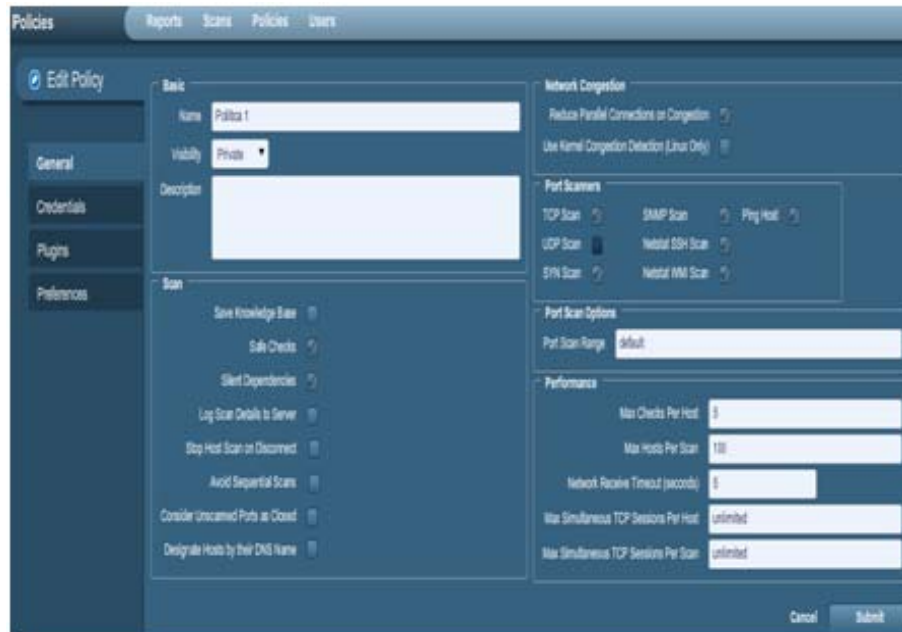 Policies
Reports Scans Policies Users
Edit Policy
General
Credentials
Plugins
Preferences
Basic
Name Politica 1
Visibility Private
Description
Scan
Save Knowledge Base
Safe Checks
Silent Dependencies
Log Scan Details to Server
Stop Host Scan on Disconnect
Avoid Sequential Scans
Consider Unscanned Ports as Closed
Designate Hosts by their DNS Name
Network Congestion
Reduce Parallel Connections on Congestion
Use Kernel Congestion Detection (Linux Only)
Port Scanners
TCP Scan SNMP Scan Ping Host
UDP Scan Netstat SSH Scan
SYN Scan Netstat WMI Scan
Port Scan Options
Port Scan Range default
Performance
Max Checks Per Host 5
Max Hosts Per Scan 100
Network Receive Timeout (seconds) 5
Max Simultaneous TCP Sessions Per Host unlimited
Max Simultaneous TCP Sessions Per Scan unlimited
Cancel Submit